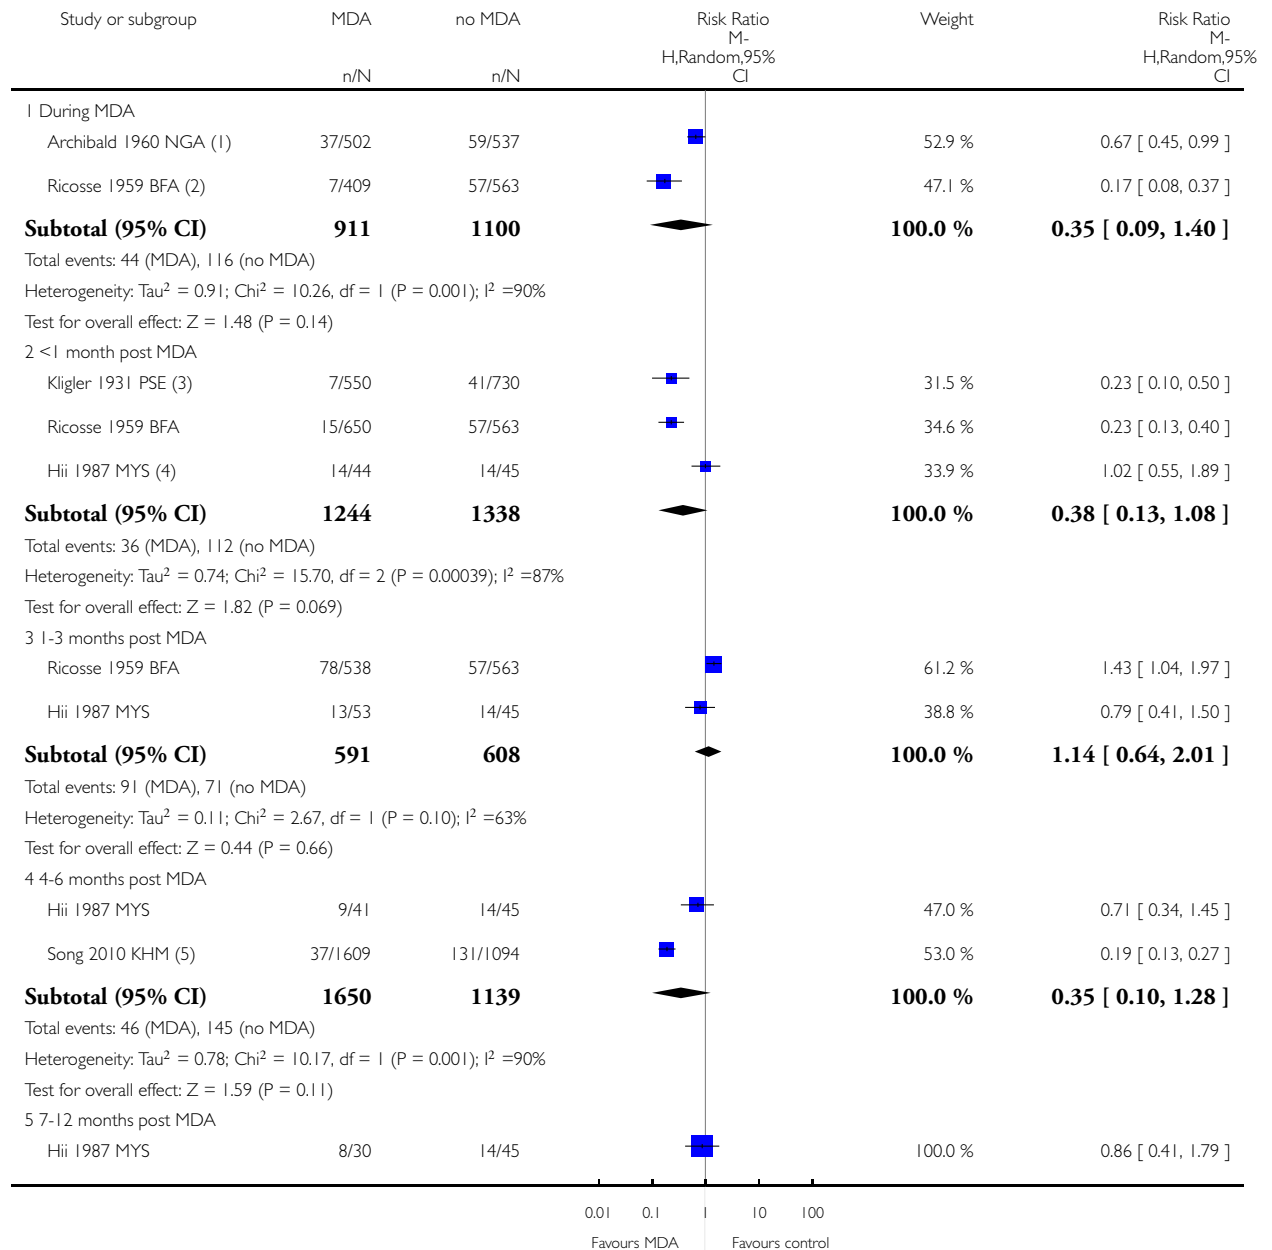 Study or subgroup MDA no MDA Risk Ratio Weight Risk Ratio
M- M-
H,Random,95% H,Random,95%
n/N n/N CI CI
1 During MDA
Archibald 1960 NGA (1) 37/502 59/537 52.9 % 0.67 [ 0.45, 0.99 ]
Ricosse 1959 BFA (2) 7/409 57/563 47.1 % 0.17 [ 0.08, 0.37 ]
Subtotal (95% CI) 911 1100 100.0 % 0.35 [ 0.09, 1.40 ]
Total events: 44 (MDA), 116 (no MDA)
Heterogeneity: Tau² = 0.91; Chi² = 10.26, df = 1 (P = 0.001); I² =90%
Test for overall effect: Z = 1.48 (P = 0.14)
2 <1 month post MDA
Kligler 1931 PSE (3) 7/550 41/730 31.5 % 0.23 [ 0.10, 0.50 ]
Ricosse 1959 BFA 15/650 57/563 34.6 % 0.23 [ 0.13, 0.40 ]
Hii 1987 MYS (4) 14/44 14/45 33.9 % 1.02 [ 0.55, 1.89 ]
Subtotal (95% CI) 1244 1338 100.0 % 0.38 [ 0.13, 1.08 ]
Total events: 36 (MDA), 112 (no MDA)
Heterogeneity: Tau² = 0.74; Chi² = 15.70, df = 2 (P = 0.00039); I² =87%
Test for overall effect: Z = 1.82 (P = 0.069)
3 1-3 months post MDA
Ricosse 1959 BFA 78/538 57/563 61.2 % 1.43 [ 1.04, 1.97 ]
Hii 1987 MYS 13/53 14/45 38.8 % 0.79 [ 0.41, 1.50 ]
Subtotal (95% CI) 591 608 100.0 % 1.14 [ 0.64, 2.01 ]
Total events: 91 (MDA), 71 (no MDA)
Heterogeneity: Tau² = 0.11; Chi² = 2.67, df = 1 (P = 0.10); I² =63%
Test for overall effect: Z = 0.44 (P = 0.66)
4 4-6 months post MDA
Hii 1987 MYS 9/41 14/45 47.0 % 0.71 [ 0.34, 1.45 ]
Song 2010 KHM (5) 37/1609 131/1094 53.0 % 0.19 [ 0.13, 0.27 ]
Subtotal (95% CI) 1650 1139 100.0 % 0.35 [ 0.10, 1.28 ]
Total events: 46 (MDA), 145 (no MDA)
Heterogeneity: Tau² = 0.78; Chi² = 10.17, df = 1 (P = 0.001); I² =90%
Test for overall effect: Z = 1.59 (P = 0.11)
5 7-12 months post MDA
Hii 1987 MYS 8/30 14/45 100.0 % 0.86 [ 0.41, 1.79 ]
0.01 0.1 1 10 100
Favours MDA Favours control